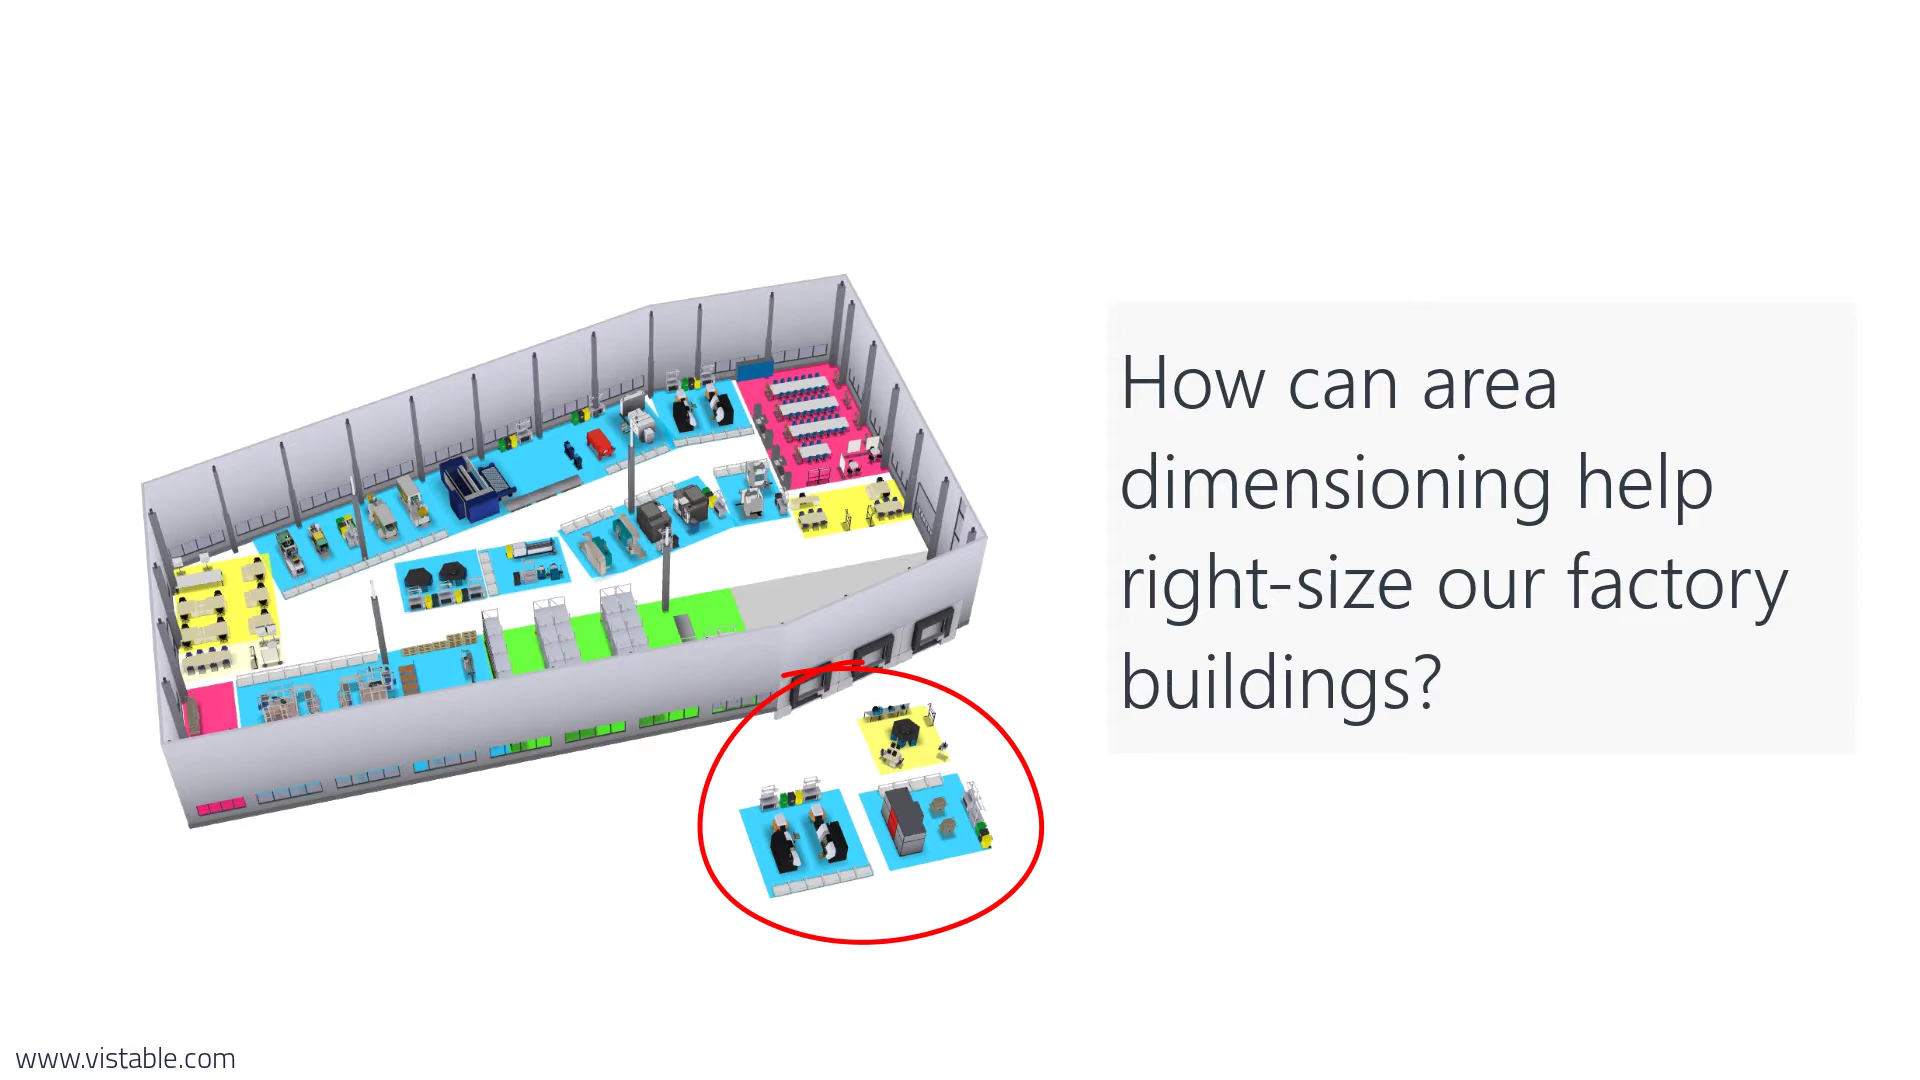 How can area
dimensioning help
right-size our factory
buildings?
www.vistable.com